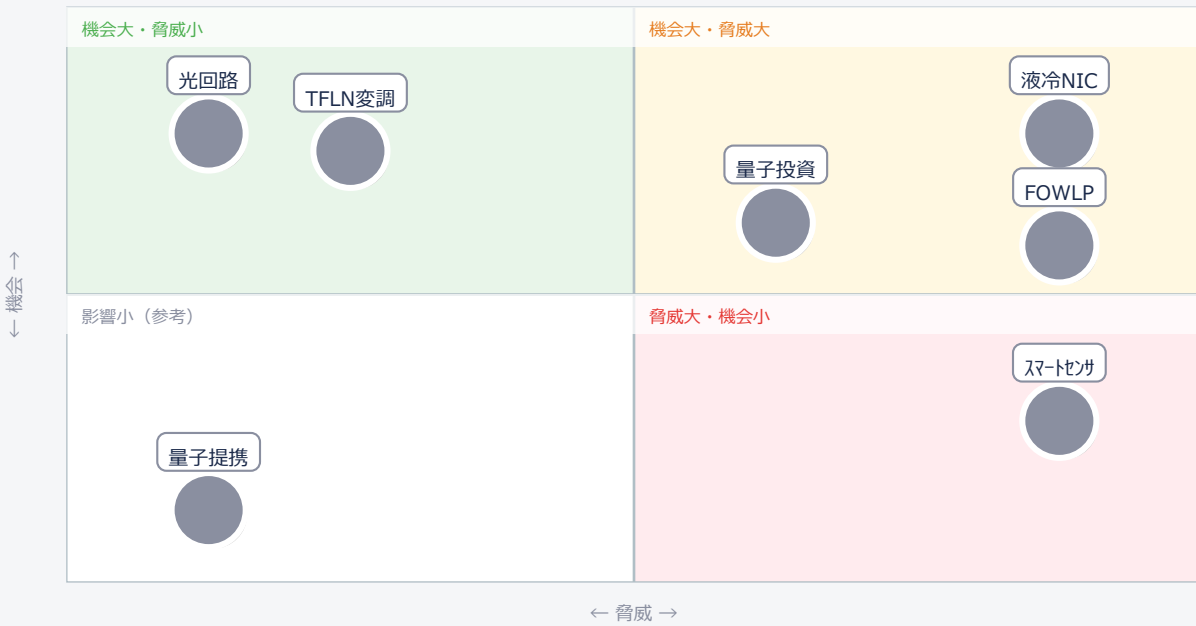 機会大・脅威小
機会大・脅威大
光回路
TFLN変調
液冷NIC
量子投資
FOWLP
← 機会 →
影響小（参考）
脅威大・機会小
ｽﾏｰﾄｾﾝｻ
量子提携
← 脅威 →